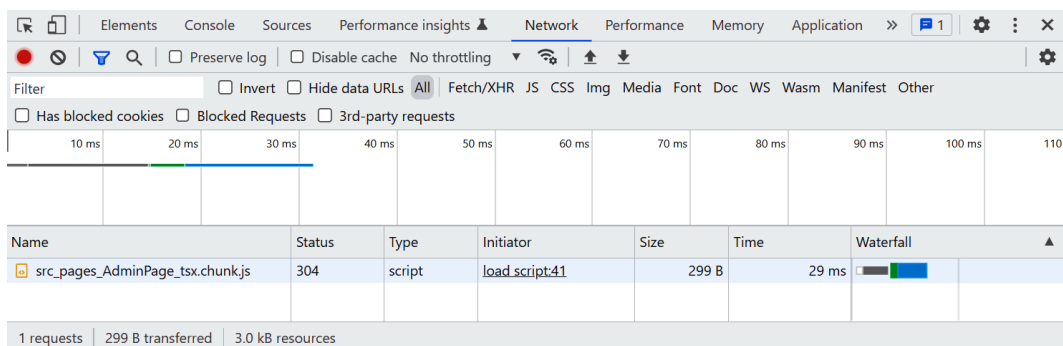 Elements Console Sources Performance insights Network Performance Memory Application » 1
Preserve log Disable cache No throttling
Filter Invert Hide data URLs All Fetch/XHR JS CSS Img Media Font Doc WS Wasm Manifest Other
Has blocked cookies Blocked Requests 3rd-party requests
10 ms 20 ms 30 ms 40 ms 50 ms 60 ms 70 ms 80 ms 90 ms 100 ms 110
Name Status Type Initiator Size Time Waterfall
src_pages_AdminPage_tsx.chunk.js 304 script load script:41 299 B 29 ms
1 requests 299 B transferred 3.0 kB resources